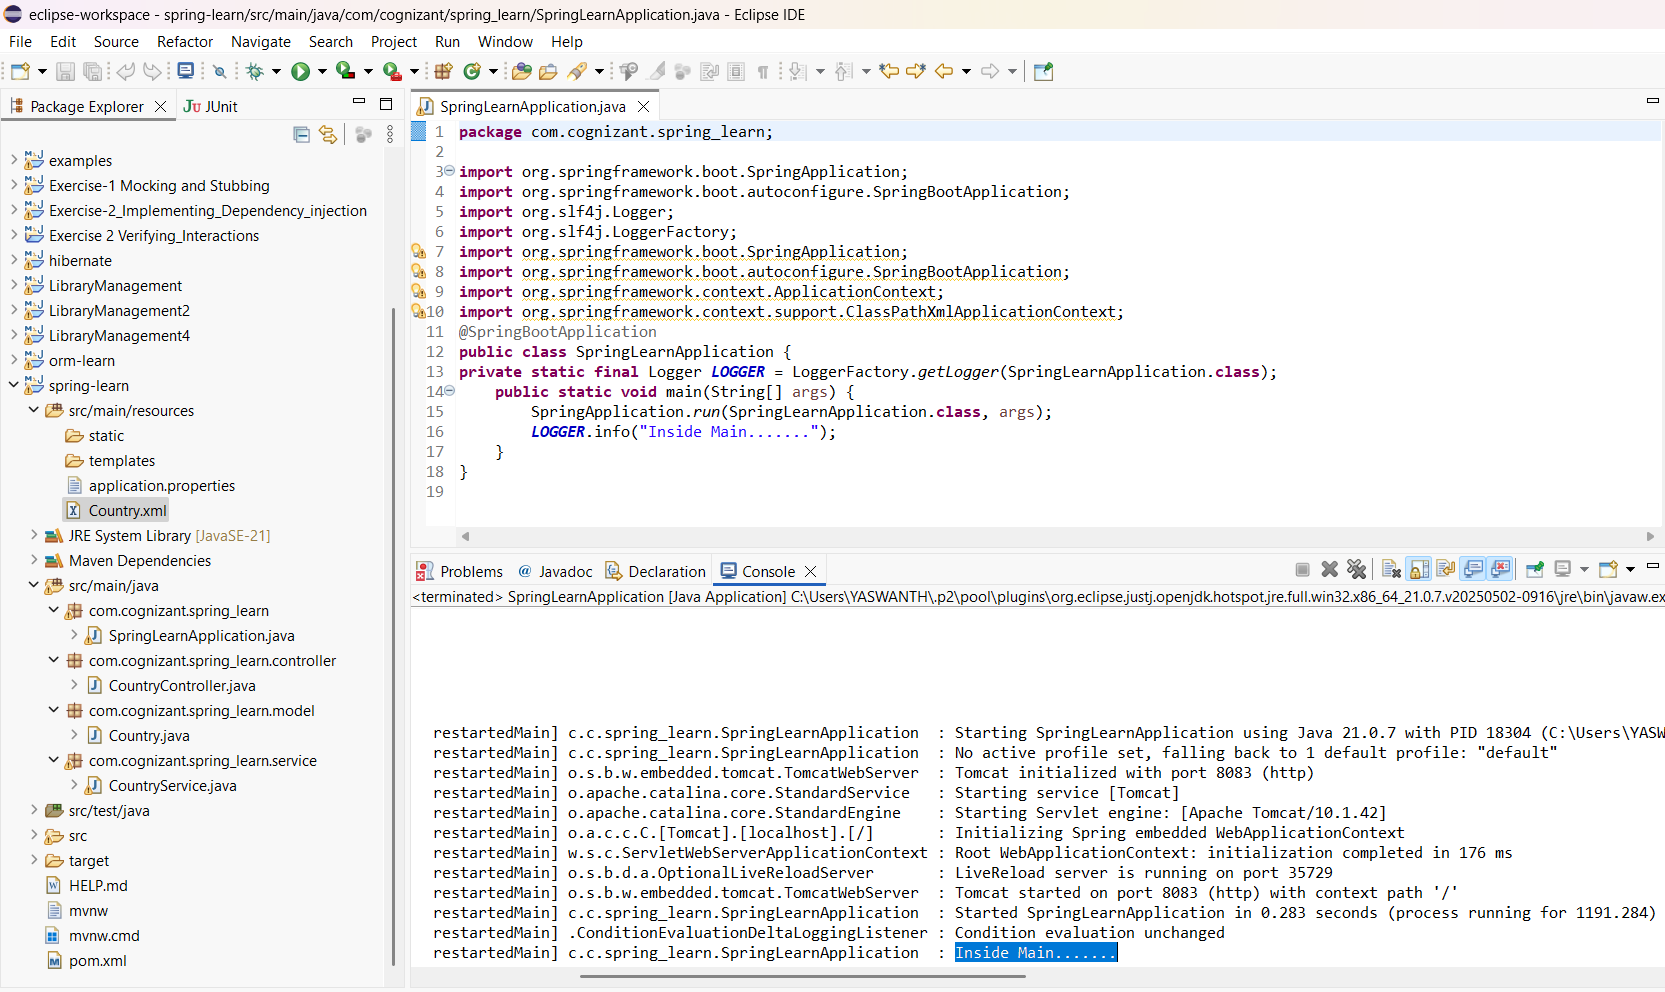 eclipse-workspace - spring-learn/src/main/java/com/cognizant/spring_learn/SpringLearnApplication.java - Eclipse IDE
File Edit Source Refactor Navigate Search Project Run Window Help
Package Explorer
JUnit
examples
Exercise-1 Mocking and Stubbing
Exercise-2_Implementing_Dependency_injection
Exercise 2 Verifying_Interactions
hibernate
LibraryManagement
LibraryManagement2
LibraryManagement4
orm-learn
spring-learn
src/main/resources
static
templates
application.properties
Country.xml
JRE System Library [JavaSE-21]
Maven Dependencies
src/main/java
com.cognizant.spring_learn
SpringLearnApplication.java
com.cognizant.spring_learn.controller
CountryController.java
com.cognizant.spring_learn.model
Country.java
com.cognizant.spring_learn.service
CountryService.java
src/test/java
src
target
HELP.md
mvnw
mvnw.cmd
pom.xml
SpringLearnApplication.java
1 package com.cognizant.spring_learn;
2
3 import org.springframework.boot.SpringApplication;
4 import org.springframework.boot.autoconfigure.SpringBootApplication;
5 import org.slf4j.Logger;
6 import org.slf4j.LoggerFactory;
7 import org.springframework.boot.SpringApplication;
8 import org.springframework.boot.autoconfigure.SpringBootApplication;
9 import org.springframework.context.ApplicationContext;
10 import org.springframework.context.support.ClassPathXmlApplicationContext;
11 @SpringBootApplication
12 public class SpringLearnApplication {
13 private static final Logger LOGGER = LoggerFactory.getLogger(SpringLearnApplication.class);
14 public static void main(String[] args) {
15 SpringApplication.run(SpringLearnApplication.class, args);
16 LOGGER.info("Inside Main.......");
17 }
18 }
19
Problems Javadoc Declaration Console
<terminated> SpringLearnApplication [Java Application] C:\Users\YASWANTH\.p2\pool\plugins\org.eclipse.justj.openjdk.hotspot.jre.full.win32.x86_64_21.0.7.v20250502-0916\jre\bin\javaw.ex
restartedMain] c.c.spring_learn.SpringLearnApplication : Starting SpringLearnApplication using Java 21.0.7 with PID 18304 (C:\Users\YASW
restartedMain] c.c.spring_learn.SpringLearnApplication : No active profile set, falling back to 1 default profile: "default"
restartedMain] o.s.b.w.embedded.tomcat.TomcatWebServer : Tomcat initialized with port 8083 (http)
restartedMain] o.apache.catalina.core.StandardService : Starting service [Tomcat]
restartedMain] o.apache.catalina.core.StandardEngine : Starting Servlet engine: [Apache Tomcat/10.1.42]
restartedMain] o.a.c.c.C.[Tomcat].[localhost].[/] : Initializing Spring embedded WebApplicationContext
restartedMain] w.s.c.ServletWebServerApplicationContext : Root WebApplicationContext: initialization completed in 176 ms
restartedMain] o.s.b.d.a.OptionalLiveReloadServer : LiveReload server is running on port 35729
restartedMain] o.s.b.w.embedded.tomcat.TomcatWebServer : Tomcat started on port 8083 (http) with context path '/'
restartedMain] c.c.spring_learn.SpringLearnApplication : Started SpringLearnApplication in 0.283 seconds (process running for 1191.284)
restartedMain] .ConditionEvaluationDeltaLoggingListener : Condition evaluation unchanged
restartedMain] c.c.spring_learn.SpringLearnApplication : Inside Main.......